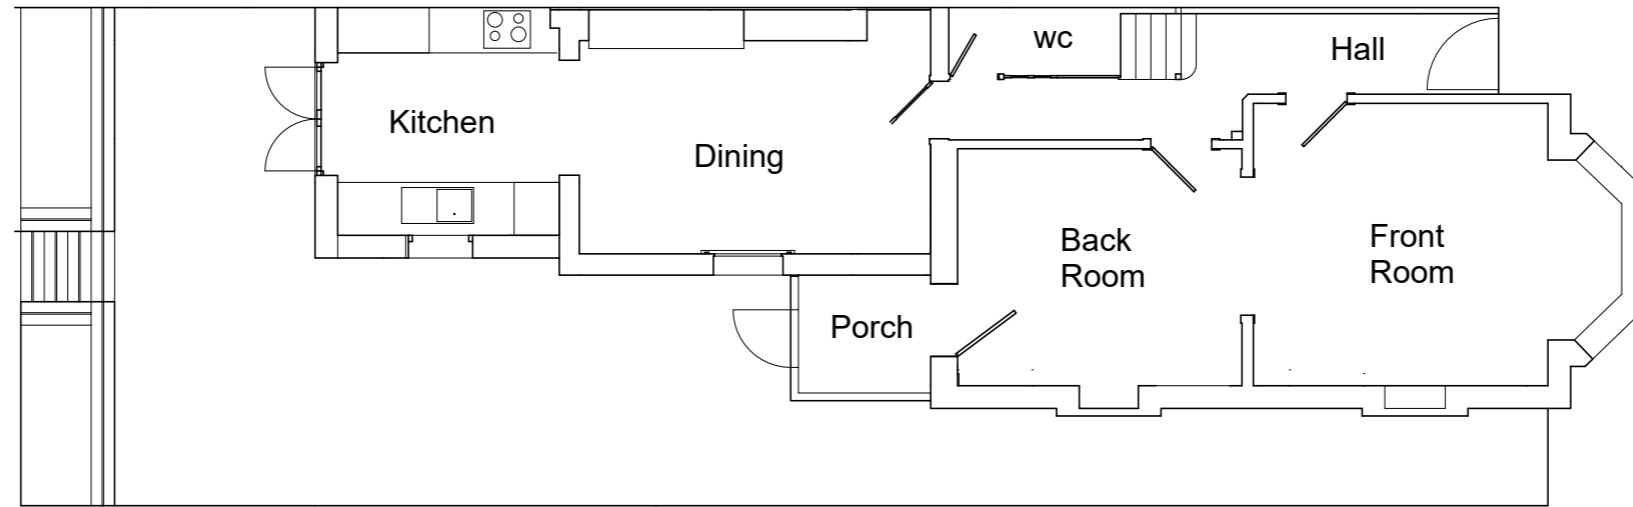 wc
Hall
Kitchen
Dining
Back
Room
Front
Room
Porch